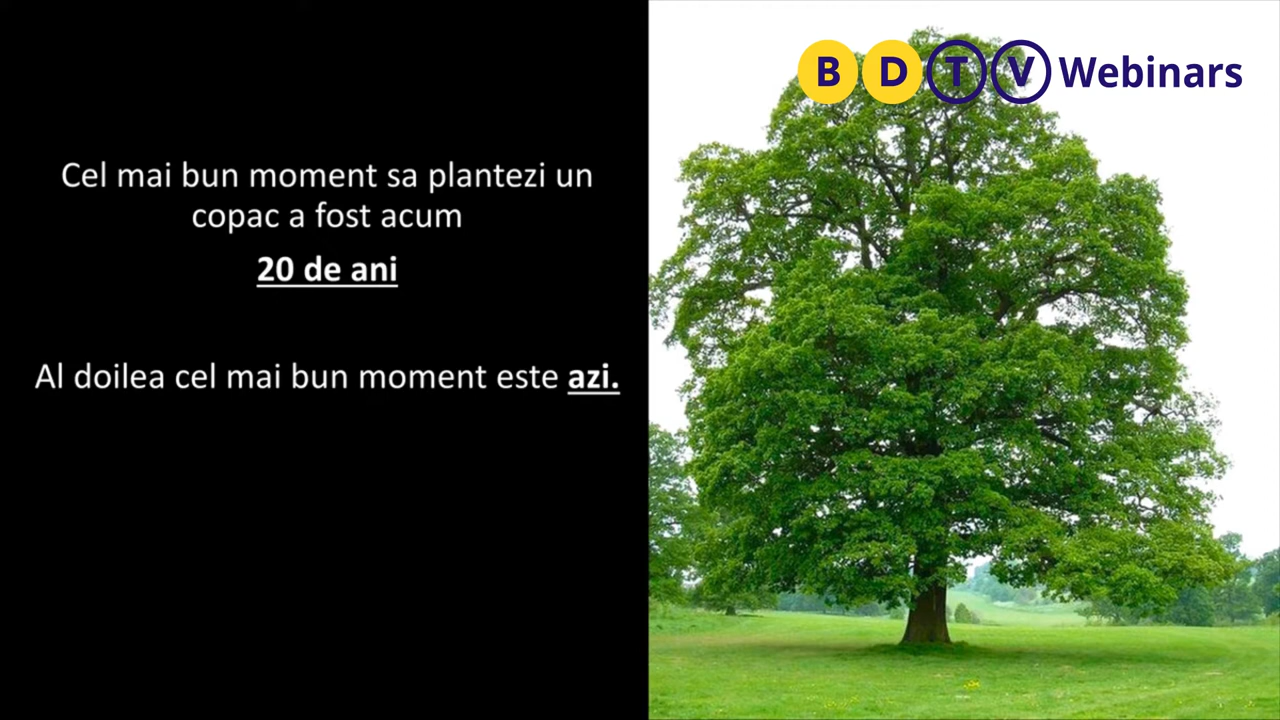 BDTV Webinars
Cel mai bun moment sa plantezi un
copac a fost acum
20 de ani
Al doilea cel mai bun moment este azi.